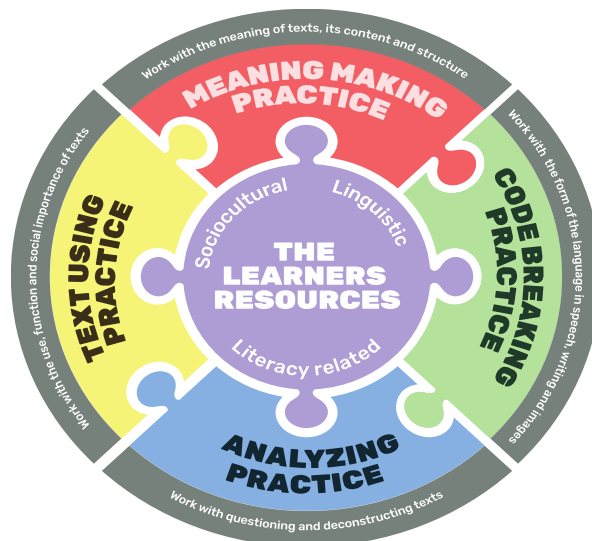 Work with the meaning of texts, its content and structure
MEANING MAKING
PRACTICE
Work with the form of the language in speech, writing and images
CODE BREAKING
PRACTICE
Work with questioning and deconstructing texts
ANALYZING
PRACTICE
Work with the use, function and social importance of texts
TEXT USING
PRACTICE
Sociocultural
Linguistic
THE
LEARNERS
RESOURCES
Literacy related